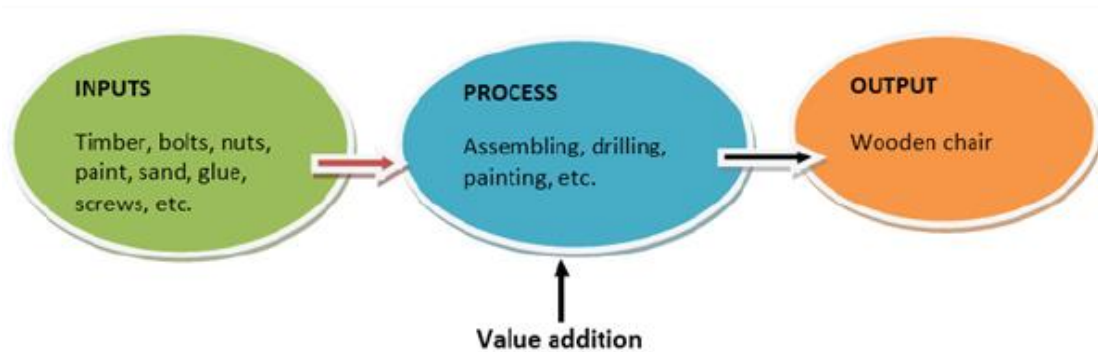 INPUTS
Timber, bolts, nuts,
paint, sand, glue,
screws, etc.
PROCESS
Assembling, drilling,
painting, etc.
OUTPUT
Wooden chair
Value addition